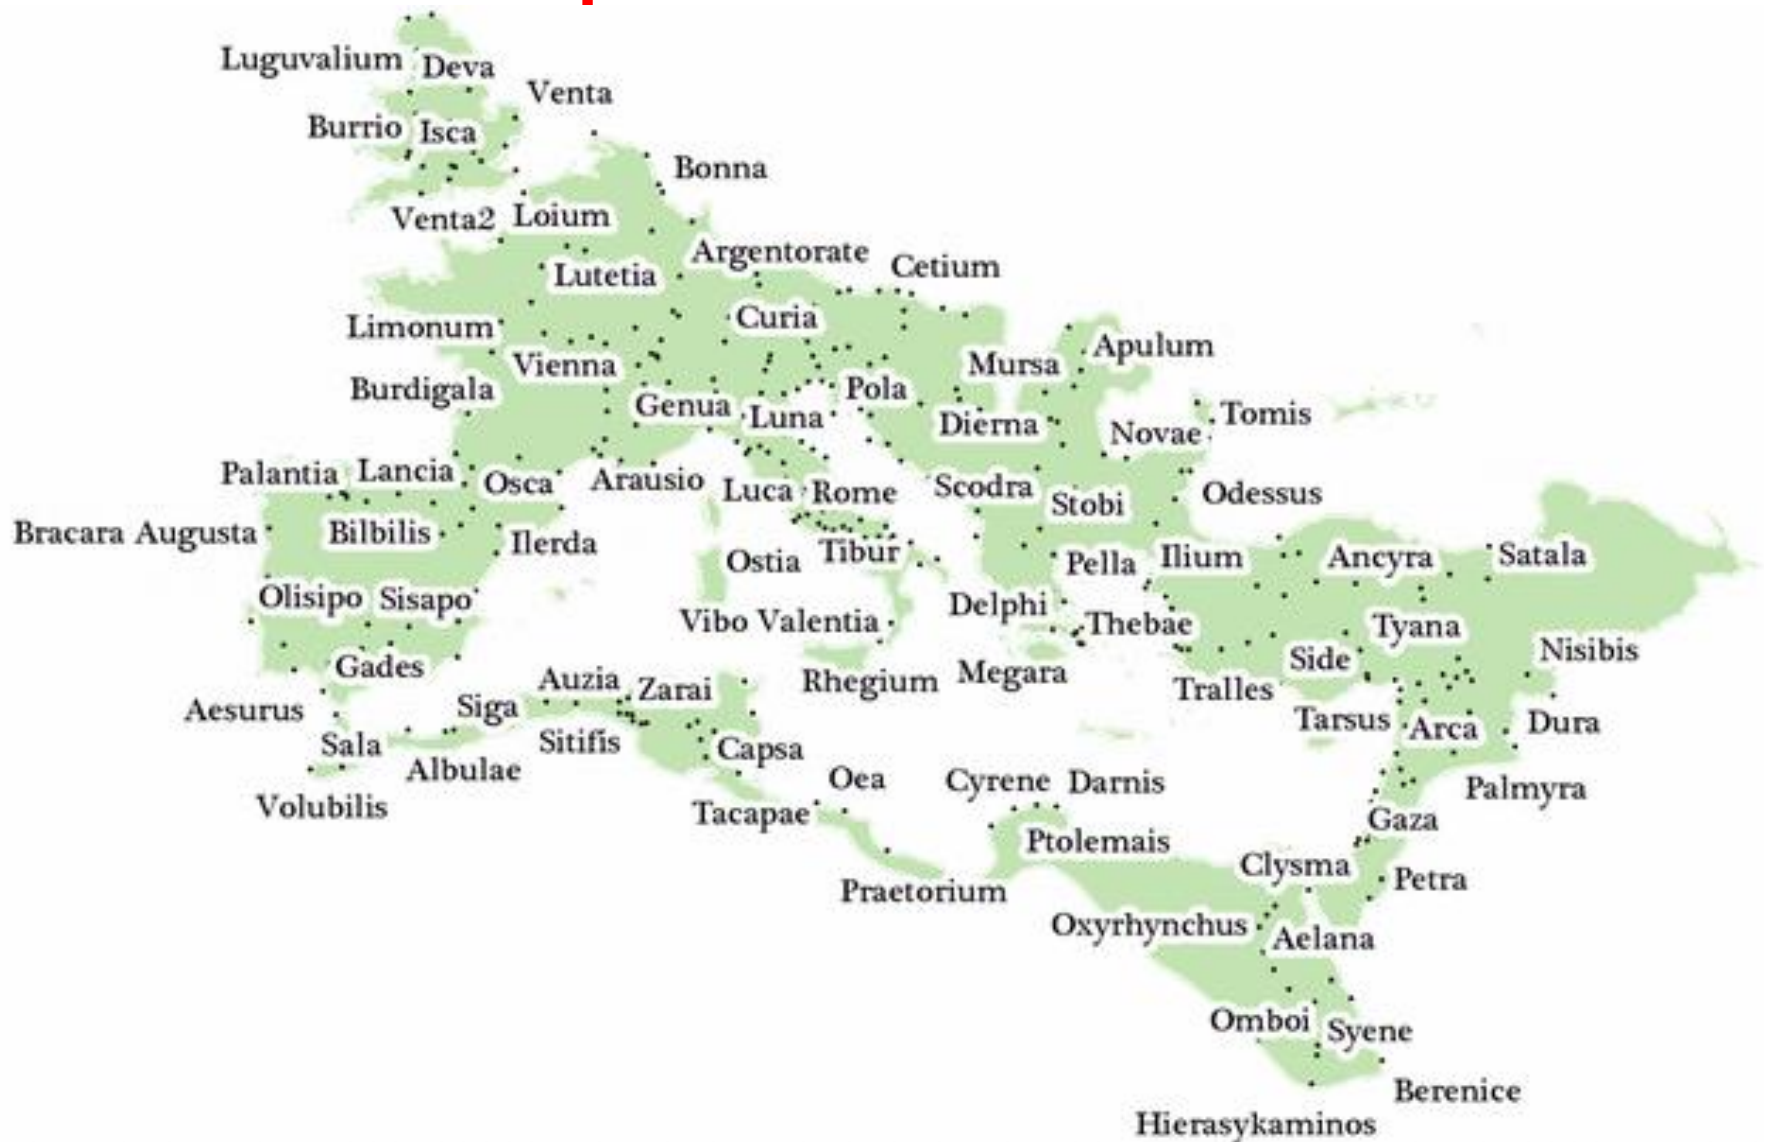 Luguvalium
Deva
Venta
Burrio
Isca
Bonna
Venta2
Loium
Argentorate
Cetium
Lutetia
Curia
Limonum
Apulum
Vienna
Mursa
Burdigala
Pola
Genua
Luna
Tomis
Dierna
Novae
Palantia
Lancia
Osca
Arausio
Luca
Rome
Scodra
Stobi
Odessus
Bracara Augusta
Bilbilis
Ilerda
Ostia
Tibur
Pella
Ilium
Ancyra
Satala
Olisipo
Sisapo
Vibo Valentia
Delphi
Thebae
Tyana
Gades
Side
Nisibis
Auzia
Zarai
Rhegium
Megara
Tralles
Aesurus
Siga
Tarsus
Arca
Dura
Sala
Sitifis
Capsa
Albulae
Oea
Cyrene
Darnis
Palmyra
Volubilis
Tacapae
Gaza
Ptolemais
Clysma
Petra
Praetorium
Oxyrhynchus
Aelana
Omboi
Syene
Berenice
Hierasykaminos